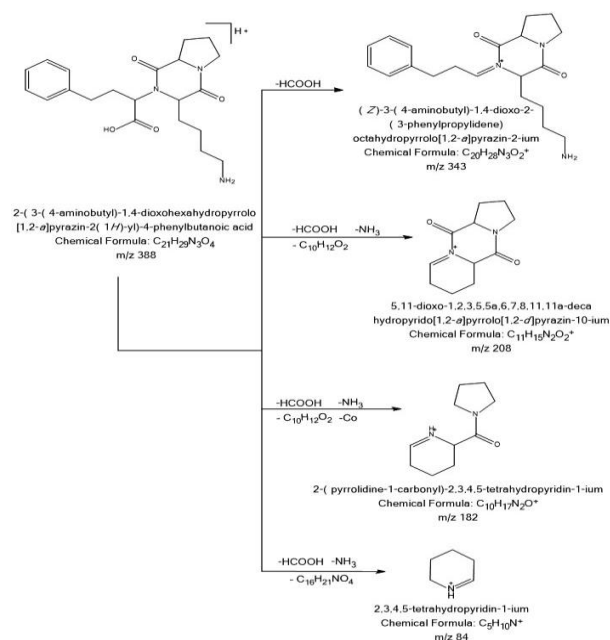 H+
O
N
N
O
HO
O
NH2
2-( 3-( 4-aminobutyl)-1,4-dioxohexahydropyrrolo
[1,2-a]pyrazin-2( 1H)-yl)-4-phenylbutanoic acid
Chemical Formula: C21H29N3O4
m/z 388
-HCOOH
O
N
N+
O
NH2
( Z)-3-( 4-aminobutyl)-1,4-dioxo-2-
( 3-phenylpropylidene)
octahydropyrrolo[1,2-a]pyrazin-2-ium
Chemical Formula: C20H28N3O2+
m/z 343
-HCOOH -NH3
- C10H12O2
O
N
N+
O
5,11-dioxo-1,2,3,5,5a,6,7,8,11,11a-deca
hydropyrido[1,2-a]pyrrolo[1,2-d]pyrazin-10-ium
Chemical Formula: C11H15N2O2+
m/z 208
-HCOOH -NH3
- C10H12O2 -Co
N
H+
N
O
2-( pyrrolidine-1-carbonyl)-2,3,4,5-tetrahydropyridin-1-ium
Chemical Formula: C10H17N2O+
m/z 182
-HCOOH -NH3
- C16H21NO4
N+
H
2,3,4,5-tetrahydropyridin-1-ium
Chemical Formula: C5H10N+
m/z 84